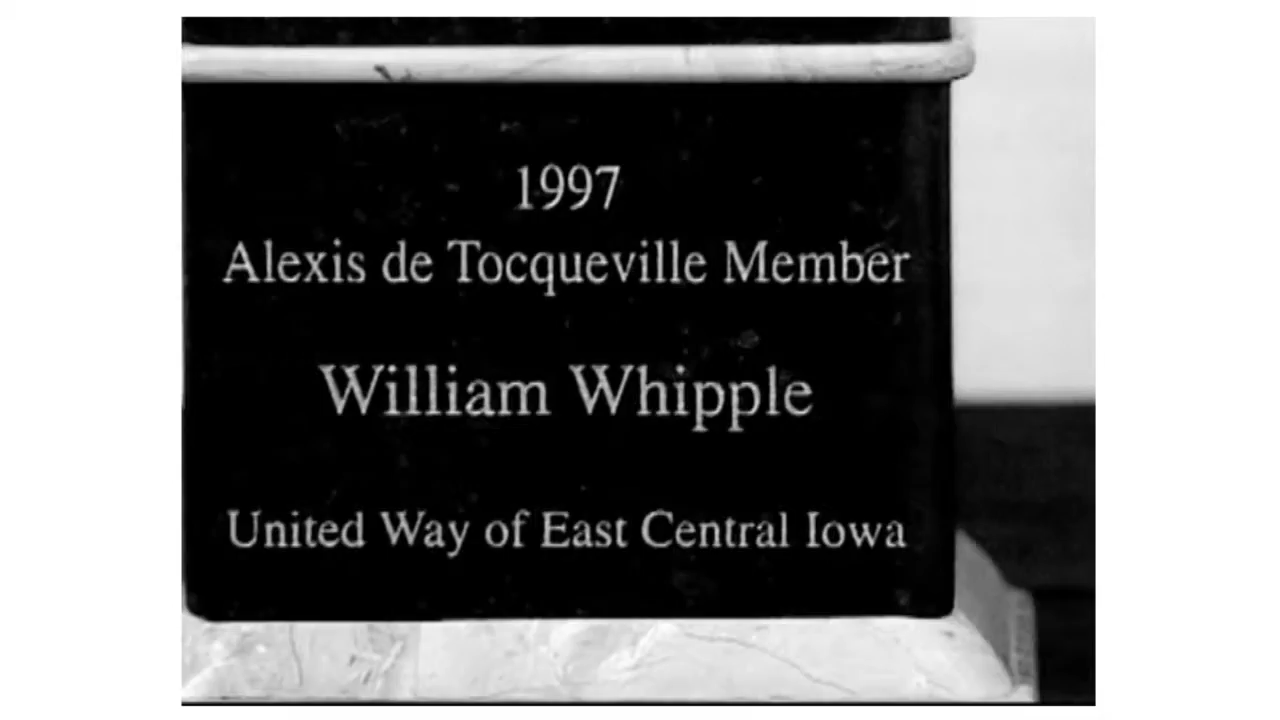 1997
Alexis de Tocqueville Member
William Whipple
United Way of East Central Iowa